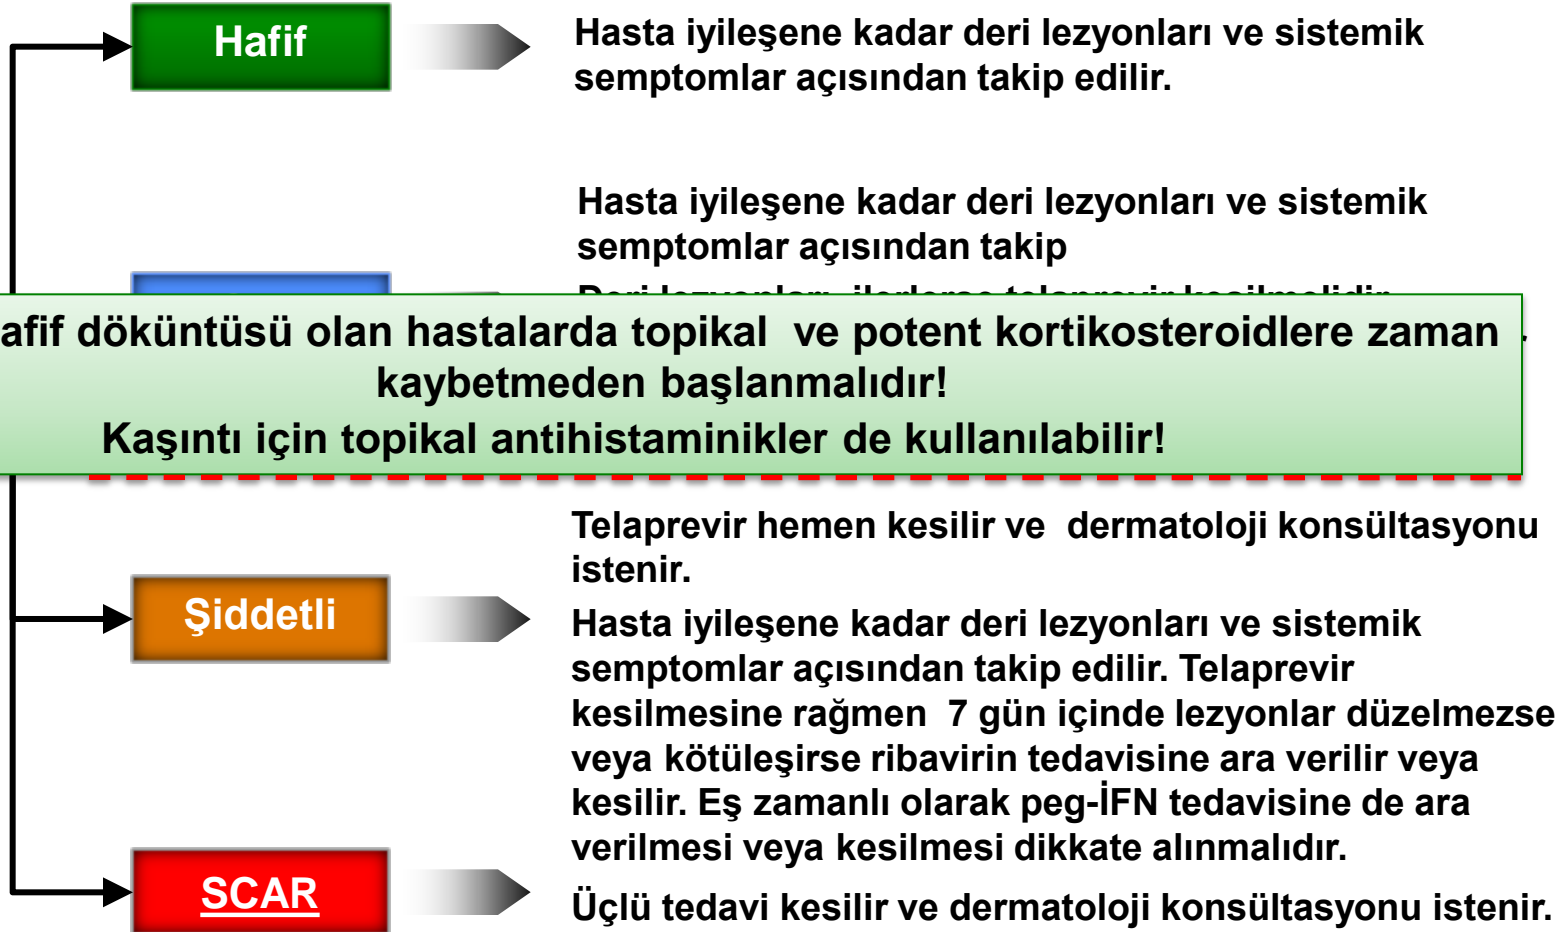 Hafif
Hasta iyileşene kadar deri lezyonları ve sistemik
semptomlar açısından takip edilir.
Hasta iyileşene kadar deri lezyonları ve sistemik
semptomlar açısından takip
Deri lezyonları ilerlerse telaprevir kesilmelidir
afif döküntüsü olan hastalarda topikal ve potent kortikosteroidlere zaman
kaybetmeden başlanmalıdır!
Kaşıntı için topikal antihistaminikler de kullanılabilir!
Telaprevir hemen kesilir ve dermatoloji konsültasyonu
istenir.
Şiddetli
Hasta iyileşene kadar deri lezyonları ve sistemik
semptomlar açısından takip edilir. Telaprevir
kesilmesine rağmen 7 gün içinde lezyonlar düzelmezse
veya kötüleşirse ribavirin tedavisine ara verilir veya
kesilir. Eş zamanlı olarak peg-İFN tedavisine de ara
verilmesi veya kesilmesi dikkate alınmalıdır.
SCAR
Üçlü tedavi kesilir ve dermatoloji konsültasyonu istenir.